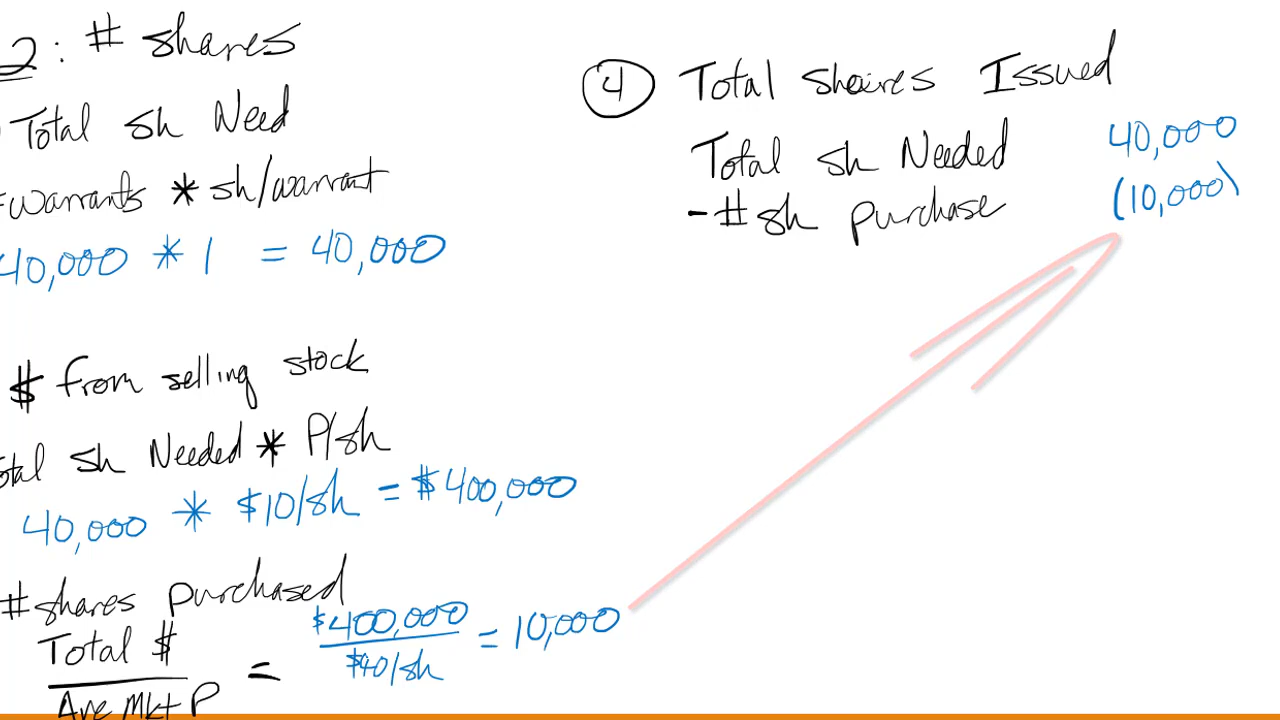 2: # shares
Total sh Need
=warrants * sh/warrant
40,000 * 1 = 40,000
$ from selling stock
otal sh Needed * P/sh
40,000 * $10/sh = $400,000
#shares purchased
Total $
Ave Mkt P
=
$400,000
$40/sh
= 10,000
4 Total Shares Issued
Total sh Needed 40,000
- #sh purchase (10,000)